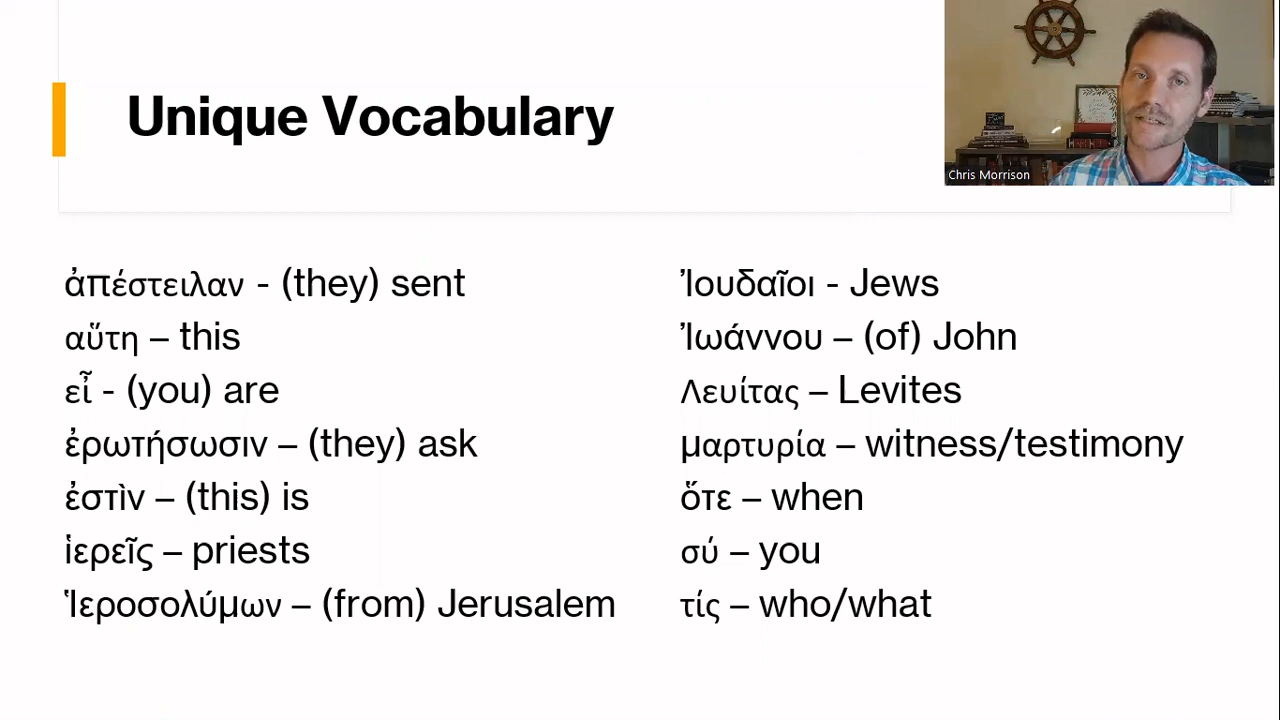 Unique Vocabulary
Chris Morrison
ἀπέστειλαν - (they) sent
αὕτη – this
εἶ - (you) are
ἐρωτήσωσιν – (they) ask
ἐστὶν – (this) is
ἱερεῖς – priests
Ἱεροσολύμων – (from) Jerusalem
Ἰουδαῖοι - Jews
Ἰωάννου – (of) John
Λευίτας – Levites
μαρτυρία – witness/testimony
ὅτε – when
σύ – you
τίς – who/what